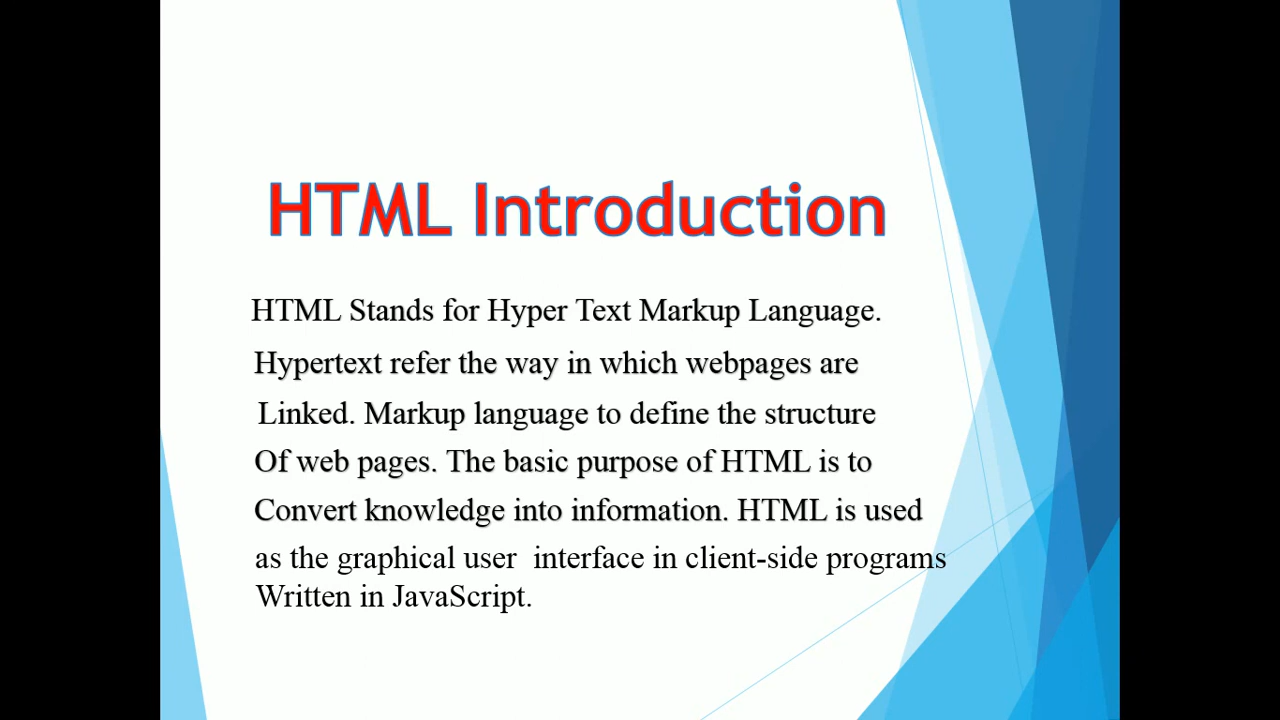 HTML Introduction
HTML Stands for Hyper Text Markup Language.
Hypertext refer the way in which webpages are
Linked. Markup language to define the structure
Of web pages. The basic purpose of HTML is to
Convert knowledge into information. HTML is used
as the graphical user interface in client-side programs
Written in JavaScript.